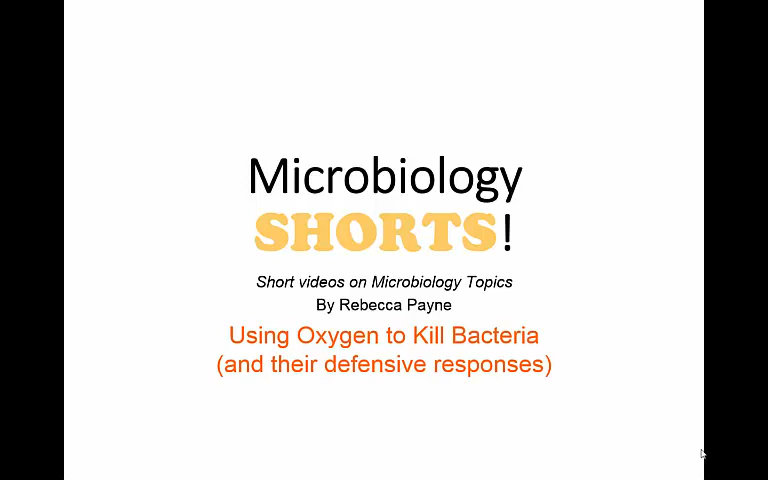 Microbiology
SHORTS!
Short videos on Microbiology Topics
By Rebecca Payne
Using Oxygen to Kill Bacteria
(and their defensive responses)